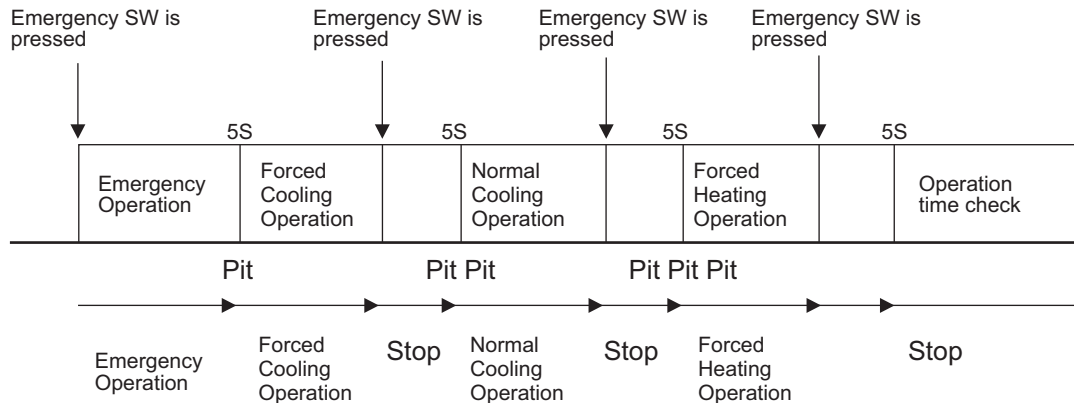 Emergency SW is
pressed
Emergency SW is
pressed
Emergency SW is
pressed
Emergency SW is
pressed
5S
5S
5S
5S
Emergency
Operation
Forced
Cooling
Operation
Normal
Cooling
Operation
Forced
Heating
Operation
Operation
time check
Pit
Pit Pit
Pit Pit Pit
Emergency
Operation
Forced
Cooling
Operation
Stop
Normal
Cooling
Operation
Stop
Forced
Heating
Operation
Stop